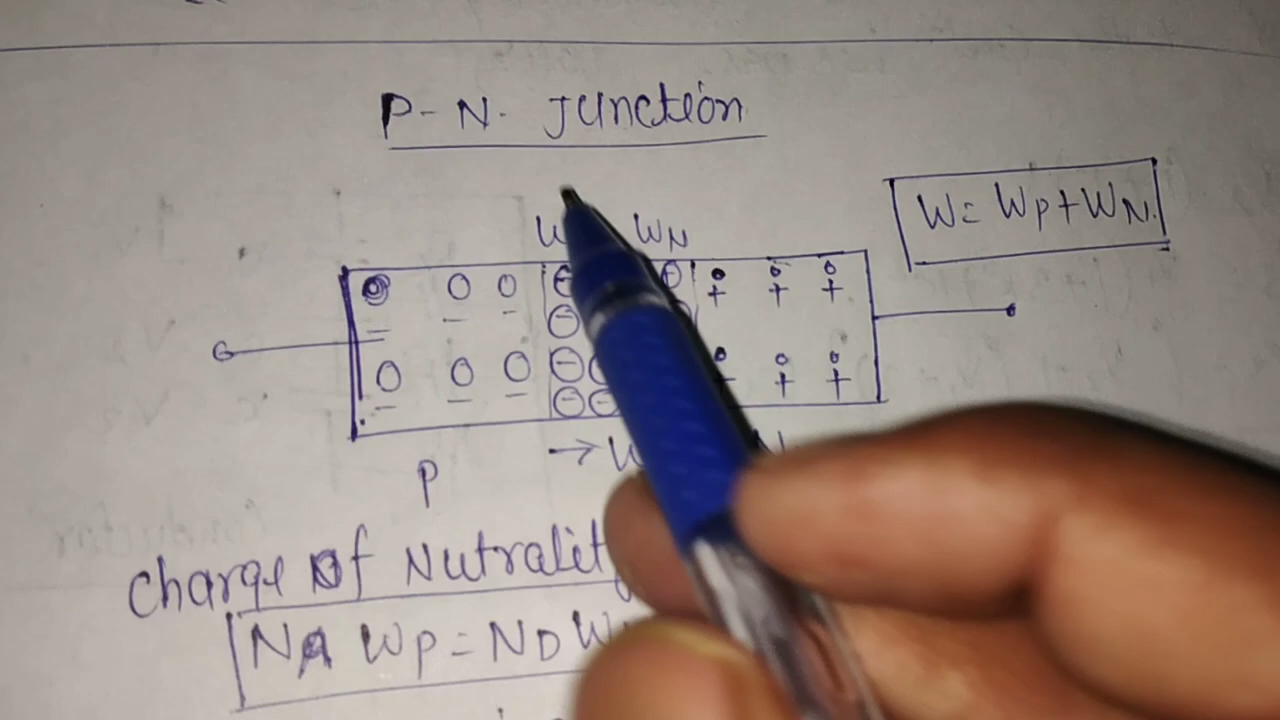 P-N- Junction
W WN
W= WP+WN.
→ W
P
Charge of Nutralit
NA WP = ND W